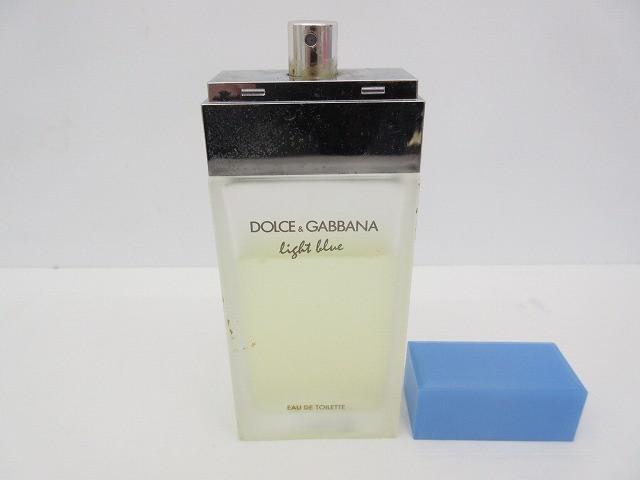 DOLCE & GABBANA
light blue
EAU DE TOILETTE